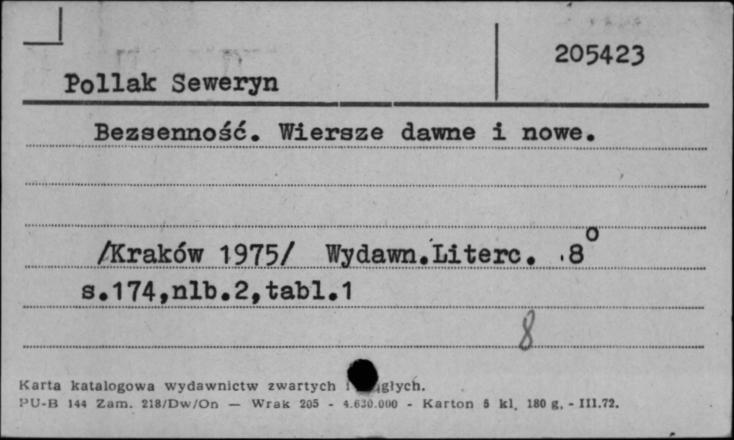 205423
Pollak Seweryn
Bezsenność. Wiersze dawne i nowe.
/Kraków 1975/ Wydawn.Literc. .8°
s.174,nlb.2,tabl.1
8
Karta katalogowa wydawnictw zwartych i głych.
PU-B 144 Zam. 218/Dw/On — Wrak 205 - 4.630.000 - Karton 5 kl. 180 g. - III.72.